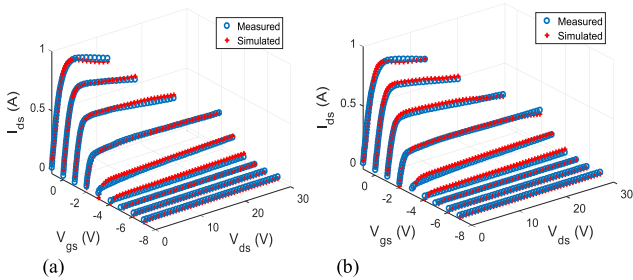 Measured
Simulated
1
0.5
0
I_ds (A)
0
-2
-4
-6
-8
V_gs (V)
0
10
20
30
V_ds (V)
(a)
Measured
Simulated
1
0.5
0
I_ds (A)
0
-2
-4
-6
-8
V_gs (V)
0
10
20
30
V_ds (V)
(b)